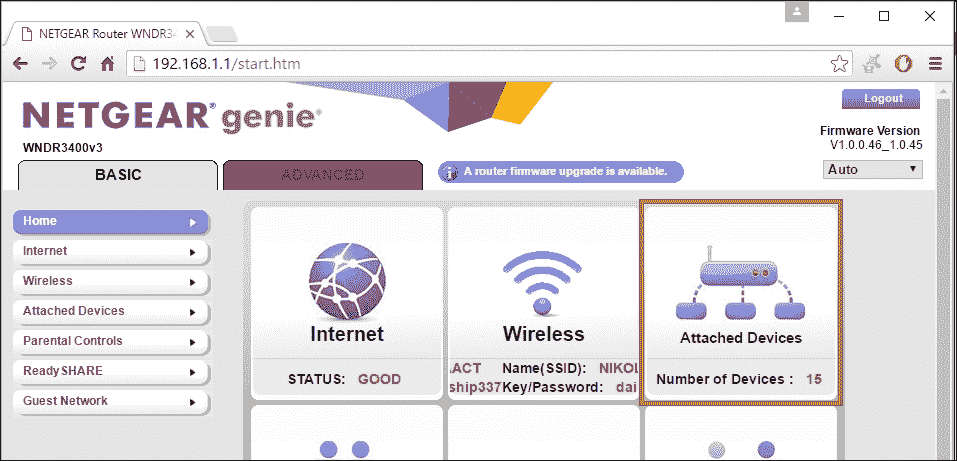 NETGEAR Router WNDR34
192.168.1.1/start.htm
NETGEAR® genie®
Logout
Firmware Version
V1.0.0.46_1.0.45
WNDR3400v3
BASIC
ADVANCED
A router firmware upgrade is available.
Auto
Home
Internet
Wireless
Attached Devices
Parental Controls
ReadySHARE
Guest Network
Internet
STATUS: GOOD
Wireless
AACT Name(SSID): NIKOL
ship337Key/Password: dai
Attached Devices
Number of Devices : 15